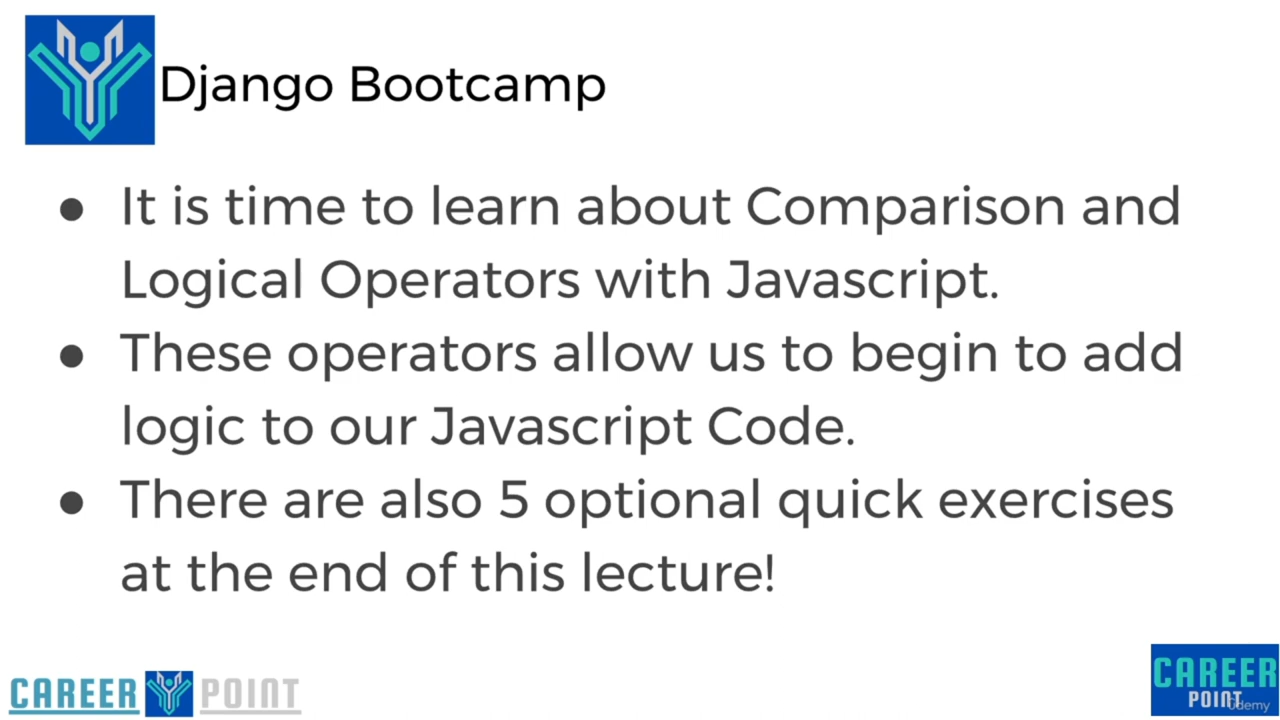 Django Bootcamp
● It is time to learn about Comparison and
Logical Operators with Javascript.
● These operators allow us to begin to add
logic to our Javascript Code.
● There are also 5 optional quick exercises
at the end of this lecture!
CAREER POINT
CAREER
POINT
Udemy